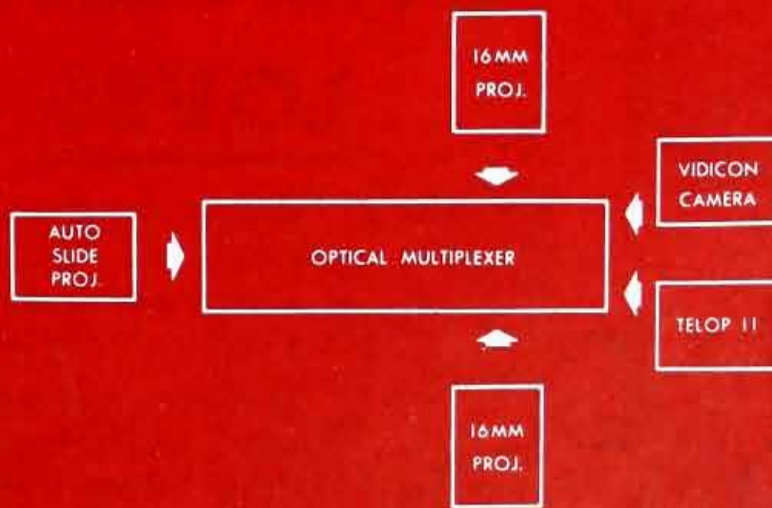 16MM
PROJ.
VIDICON
CAMERA
AUTO
SLIDE
PROJ.
OPTICAL MULTIPLEXER
TELOP II
16MM
PROJ.